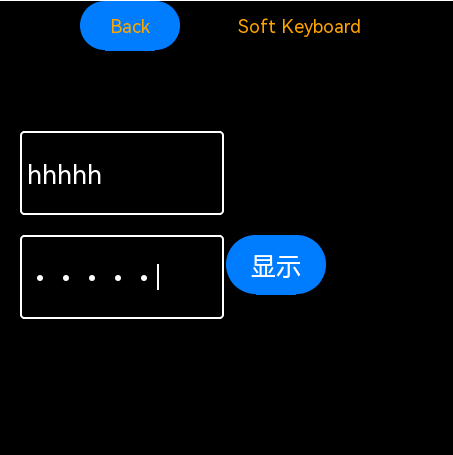 Back
Soft Keyboard
hhhhh
•••••
显示